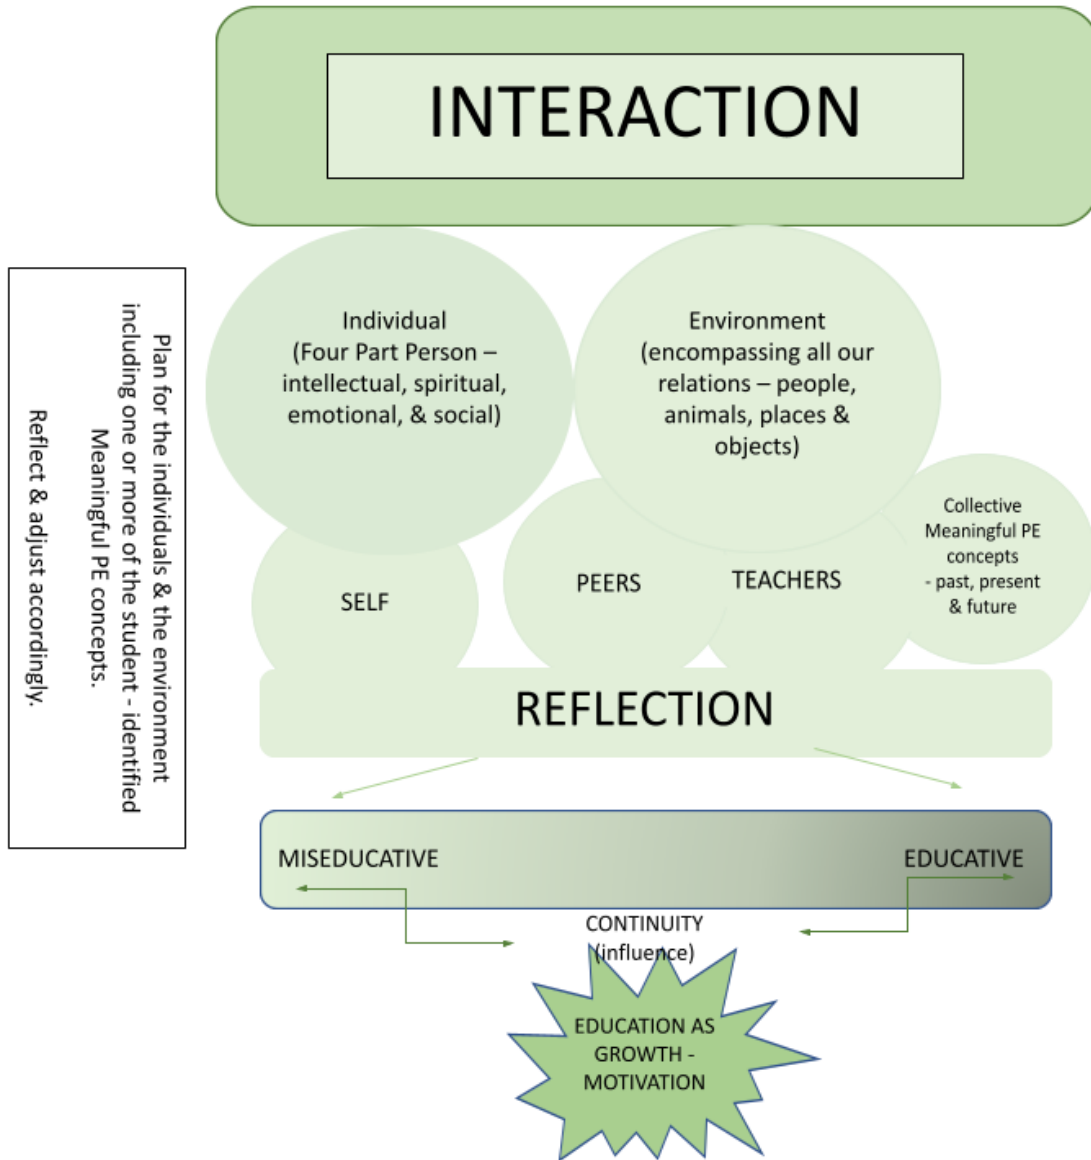 INTERACTION
Individual
(Four Part Person –
intellectual, spiritual,
emotional, & social)
Environment
(encompassing all our
relations – people,
animals, places &
objects)
Plan for the individuals & the environment
including one or more of the student - identified
Meaningful PE concepts.
Reflect & adjust accordingly.
SELF
PEERS
TEACHERS
Collective
Meaningful PE
concepts
- past, present
& future
REFLECTION
MISEDUCATIVE
EDUCATIVE
CONTINUITY
(influence)
EDUCATION AS
GROWTH -
MOTIVATION